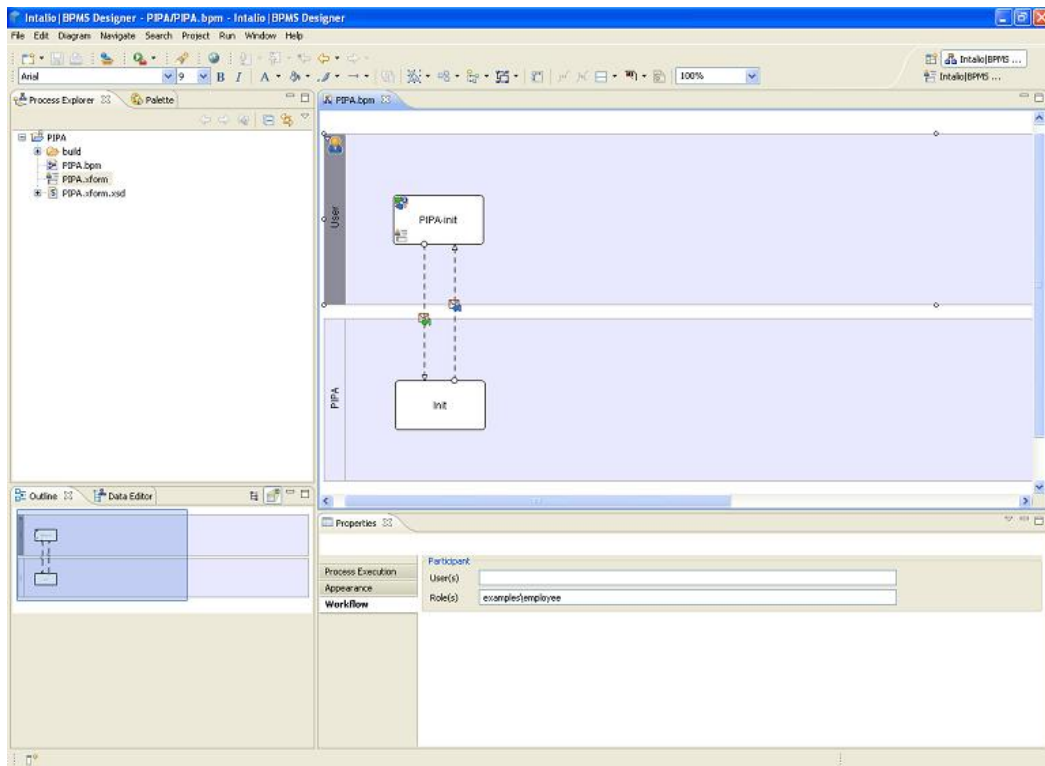 Intalio|BPMS Designer - PIPA/PIPA.bpm - Intalio|BPMS Designer
File Edit Diagram Navigate Search Project Run Window Help
Intalio|BPMS ...
Arial 9 B I A 100% Intalio|BPMS ...
Process Explorer Palette
PIPA.bpm
PIPA
build
PIPA.bpm
PIPA.xform
PIPA.xform.xsd
User
PIPA-init
PIPA
Init
Outline Data Editor
Properties
Process Execution
Appearance
Workflow
Participant
User(s)
Role(s) examples\employee